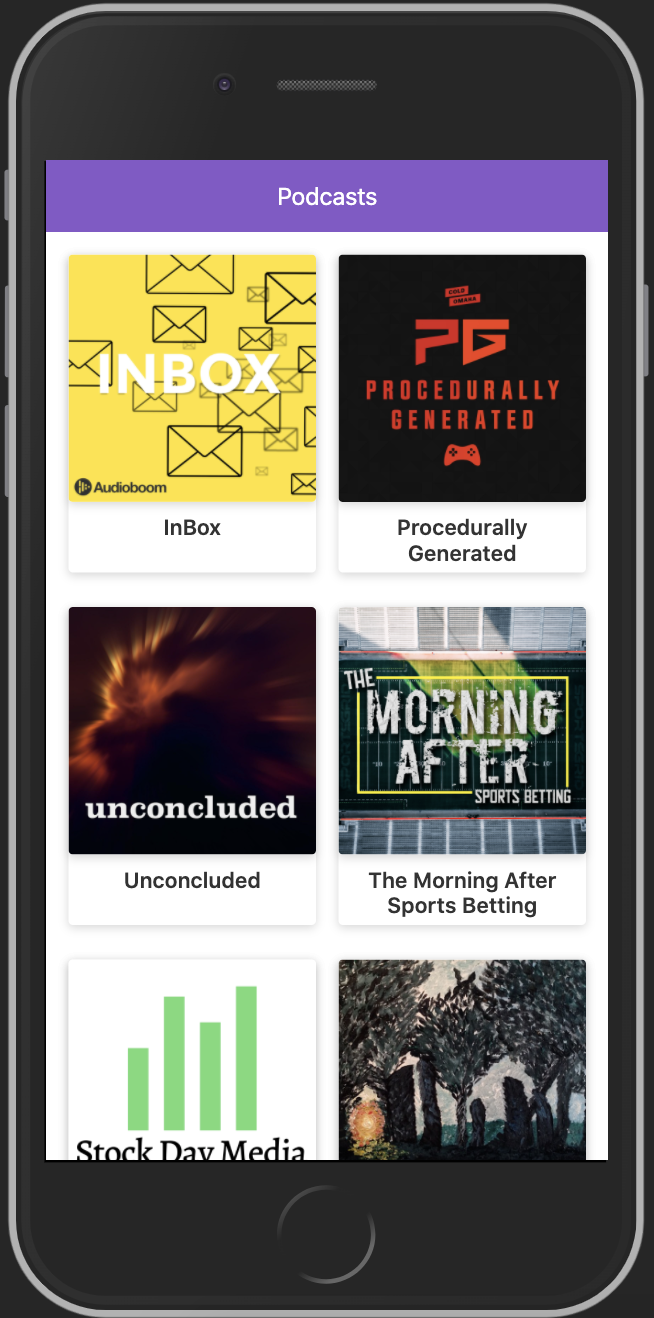 Podcasts
INBOX
Audioboom
InBox
COLD
OMAHA
PG
PROCEDURALLY
GENERATED
Procedurally
Generated
unconcluded
Unconcluded
THE
MORNING
AFTER
SPORTS BETTING
The Morning After
Sports Betting
Stock Day Media